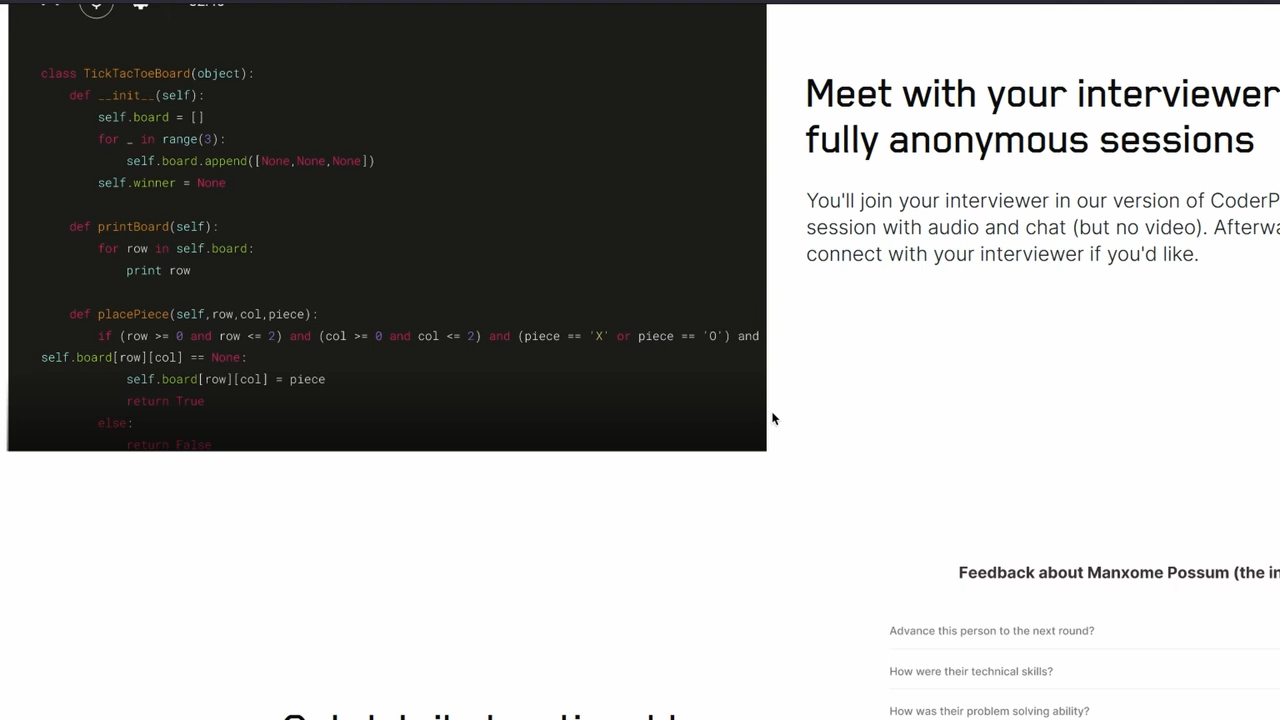 class TickTacToeBoard(object):
def __init__(self):
self.board = []
for _ in range(3):
self.board.append([None,None,None])
self.winner = None
def printBoard(self):
for row in self.board:
print row
def placePiece(self,row,col,piece):
if (row >= 0 and row <= 2) and (col >= 0 and col <= 2) and (piece == 'X' or piece == 'O') and
self.board[row][col] == None:
self.board[row][col] = piece
return True
else:
return False
Meet with your interviewer
fully anonymous sessions
You'll join your interviewer in our version of CoderP
session with audio and chat (but no video). Afterwa
connect with your interviewer if you'd like.
Feedback about Manxome Possum (the in
Advance this person to the next round?
How were their technical skills?
How was their problem solving ability?